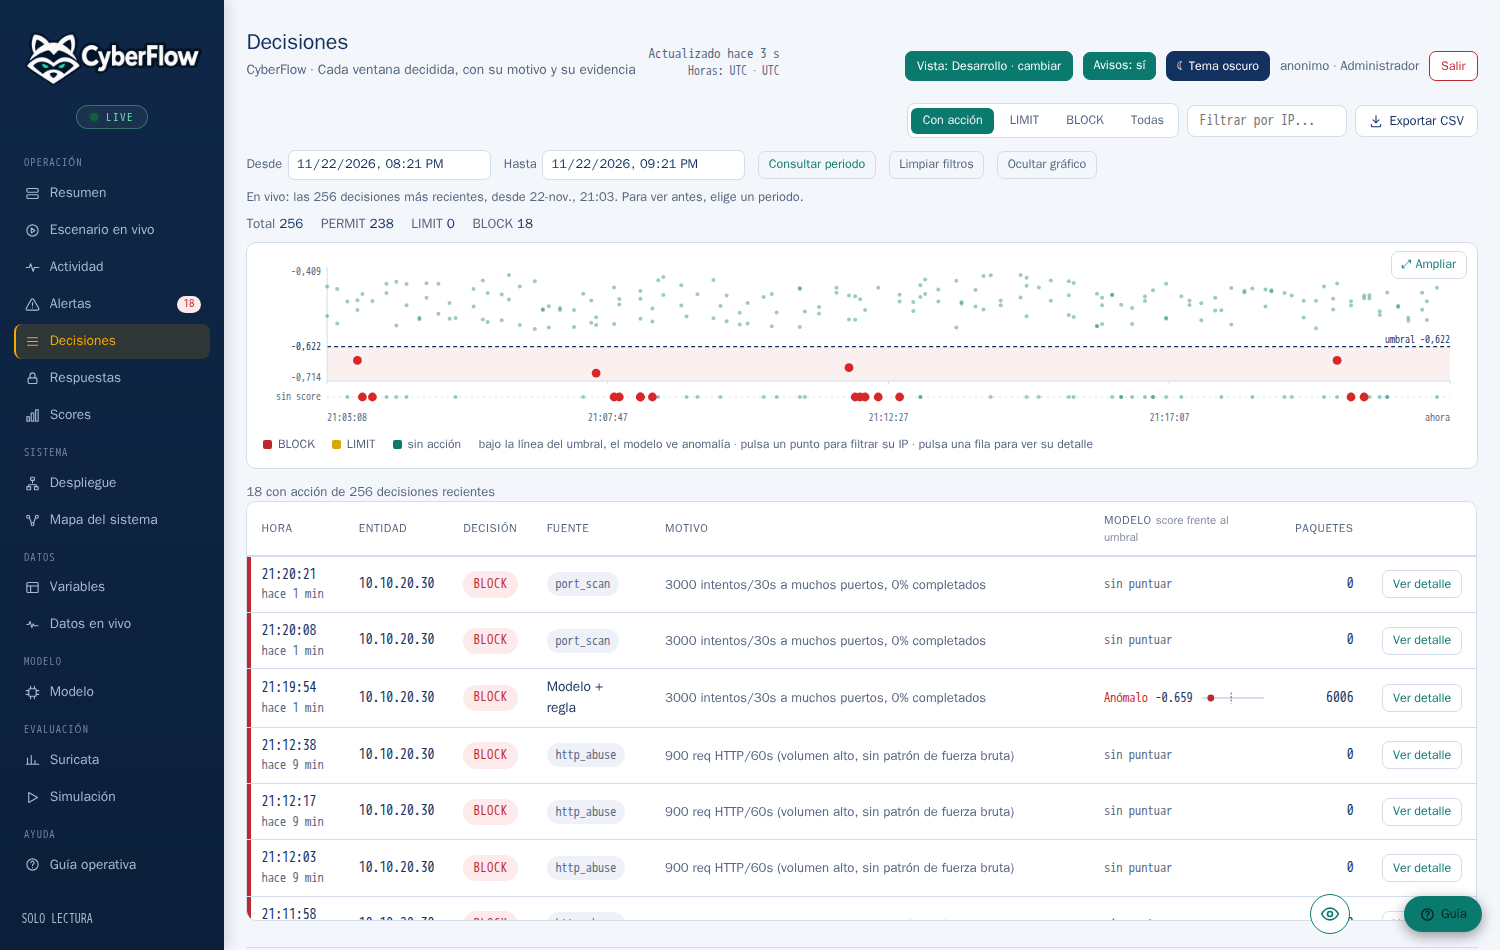 CyberFlow
LIVE
OPERACIÓN
Resumen
Escenario en vivo
Actividad
Alertas 18
Decisiones
Respuestas
Scores
SISTEMA
Despliegue
Mapa del sistema
DATOS
Variables
Datos en vivo
MODELO
Modelo
EVALUACIÓN
Suricata
Simulación
AYUDA
Guía operativa
SOLO LECTURA
Decisiones
CyberFlow · Cada ventana decidida, con su motivo y su evidencia
Actualizado hace 3 s
Horas: UTC · UTC
Vista: Desarrollo · cambiar
Avisos: sí
☾ Tema oscuro
anonimo · Administrador
Salir
Con acción LIMIT BLOCK Todas
Filtrar por IP...
Exportar CSV
Desde 11/22/2026, 08:21 PM Hasta 11/22/2026, 09:21 PM Consultar periodo Limpiar filtros Ocultar gráfico
En vivo: las 256 decisiones más recientes, desde 22-nov., 21:03. Para ver antes, elige un periodo.
Total 256 PERMIT 238 LIMIT 0 BLOCK 18
Ampliar
-0,409
umbral -0,622
-0,622
-0,714
sin score
21:03:08 21:07:47 21:12:27 21:17:07 ahora
BLOCK LIMIT sin acción bajo la línea del umbral, el modelo ve anomalía · pulsa un punto para filtrar su IP · pulsa una fila para ver su detalle
18 con acción de 256 decisiones recientes
HORA ENTIDAD DECISIÓN FUENTE MOTIVO MODELO score frente al umbral PAQUETES
21:20:21 hace 1 min 10.10.20.30 BLOCK port_scan 3000 intentos/30s a muchos puertos, 0% completados sin puntuar 0 Ver detalle
21:20:08 hace 1 min 10.10.20.30 BLOCK port_scan 3000 intentos/30s a muchos puertos, 0% completados sin puntuar 0 Ver detalle
21:19:54 hace 1 min 10.10.20.30 BLOCK Modelo + regla 3000 intentos/30s a muchos puertos, 0% completados Anómalo -0.659 6006 Ver detalle
21:12:38 hace 9 min 10.10.20.30 BLOCK http_abuse 900 req HTTP/60s (volumen alto, sin patrón de fuerza bruta) sin puntuar 0 Ver detalle
21:12:17 hace 9 min 10.10.20.30 BLOCK http_abuse 900 req HTTP/60s (volumen alto, sin patrón de fuerza bruta) sin puntuar 0 Ver detalle
21:12:03 hace 9 min 10.10.20.30 BLOCK http_abuse 900 req HTTP/60s (volumen alto, sin patrón de fuerza bruta) sin puntuar 0 Ver detalle
21:11:58
Guía